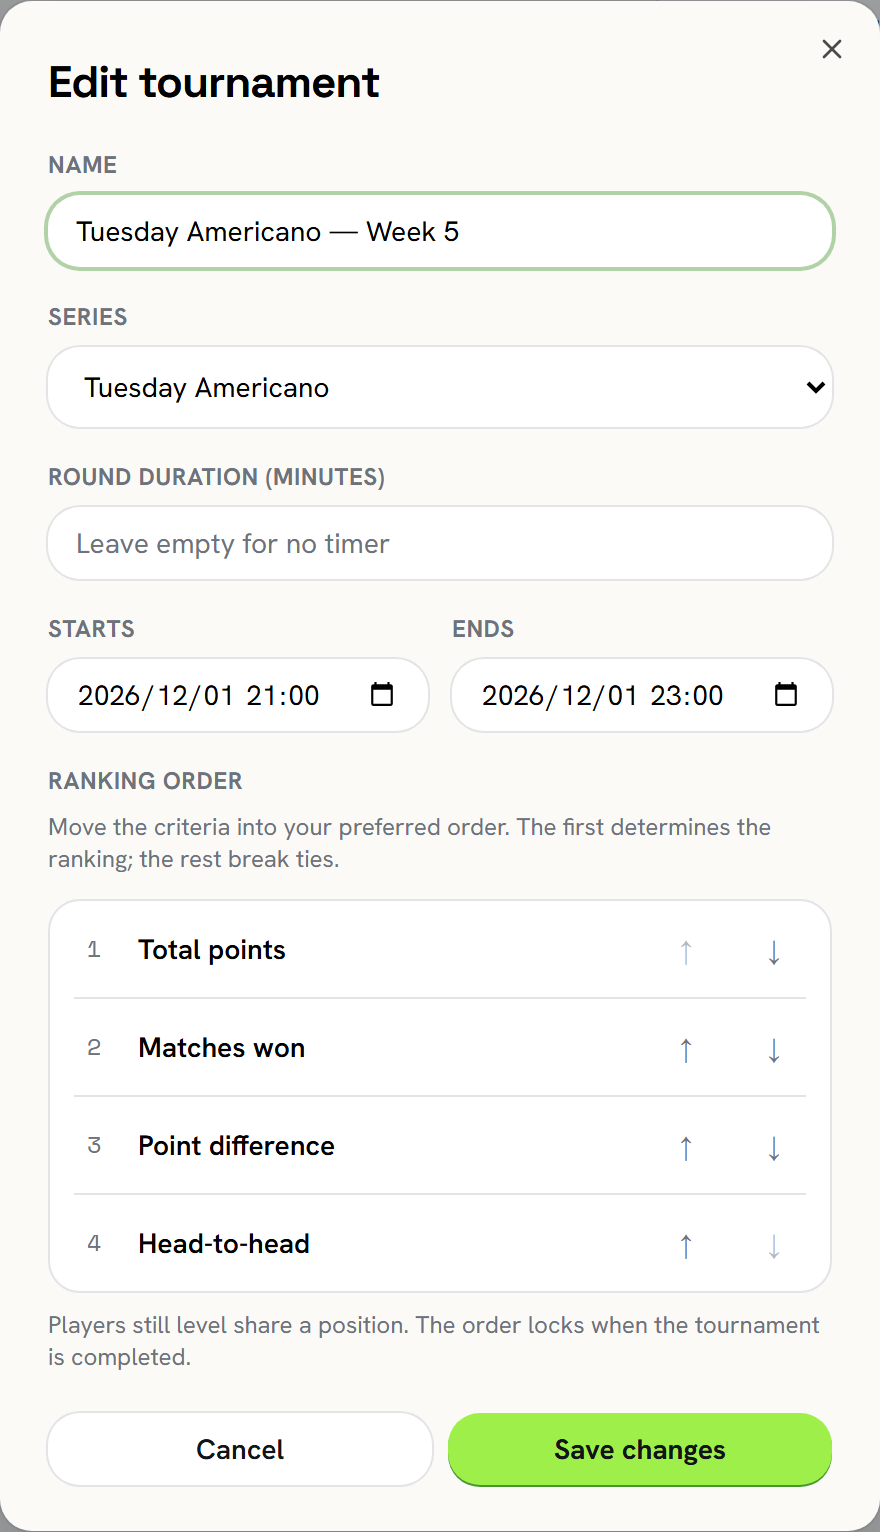 Edit tournament
NAME
Tuesday Americano — Week 5
SERIES
Tuesday Americano
ROUND DURATION (MINUTES)
Leave empty for no timer
STARTS
ENDS
2026/12/01 21:00
2026/12/01 23:00
RANKING ORDER
Move the criteria into your preferred order. The first determines the
ranking; the rest break ties.
1 Total points ↑ ↓
2 Matches won ↑ ↓
3 Point difference ↑ ↓
4 Head-to-head ↑ ↓
Players still level share a position. The order locks when the tournament
is completed.
Cancel
Save changes